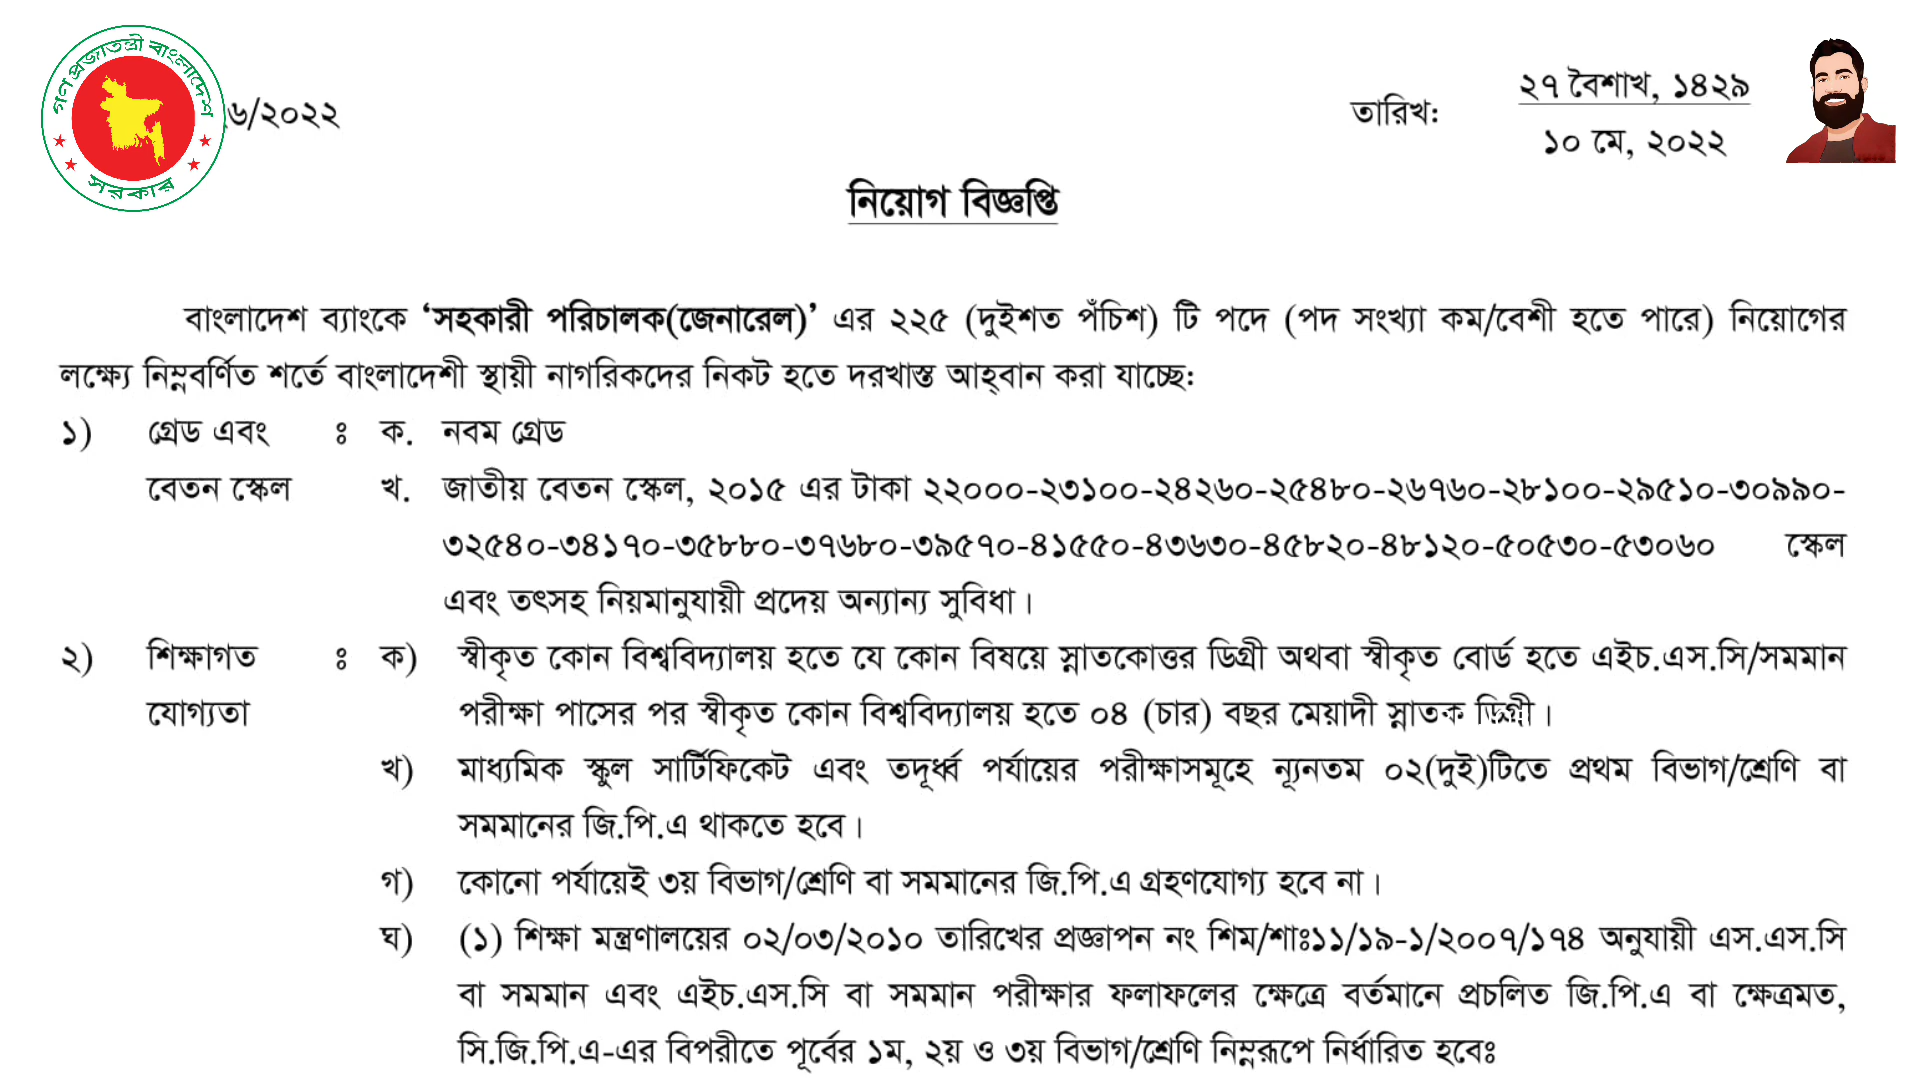 গণপ্রজাতন্ত্রী বাংলাদেশ
সরকার
৬/২০২২
তারিখ:
২৭ বৈশাখ, ১৪২৯
১০ মে, ২০২২
নিয়োগ বিজ্ঞপ্তি
বাংলাদেশ ব্যাংকে ‘সহকারী পরিচালক(জেনারেল)’ এর ২২৫ (দুইশত পঁচিশ) টি পদে (পদ সংখ্যা কম/বেশী হতে পারে) নিয়োগের
লক্ষ্যে নিম্নবর্ণিত শর্তে বাংলাদেশী স্থায়ী নাগরিকদের নিকট হতে দরখাস্ত আহ্বান করা যাচ্ছে:
১) গ্রেড এবং ঃ ক. নবম গ্রেড
বেতন স্কেল খ. জাতীয় বেতন স্কেল, ২০১৫ এর টাকা ২২০০০-২৩১০০-২৪২৬০-২৫৪৮০-২৬৭৬০-২৮১০০-২৯৫১০-৩০৯৯০-
৩২৫৪০-৩৪১৭০-৩৫৮৮০-৩৭৬৮০-৩৯৫৭০-৪১৫৫০-৪৩৬৩০-৪৫৮২০-৪৮১২০-৫০৫৩০-৫৩০৬০ স্কেল
এবং তৎসহ নিয়মানুযায়ী প্রদেয় অন্যান্য সুবিধা।
২) শিক্ষাগত ঃ ক) স্বীকৃত কোন বিশ্ববিদ্যালয় হতে যে কোন বিষয়ে স্নাতকোত্তর ডিগ্রী অথবা স্বীকৃত বোর্ড হতে এইচ.এস.সি/সমমান
যোগ্যতা পরীক্ষা পাসের পর স্বীকৃত কোন বিশ্ববিদ্যালয় হতে ০৪ (চার) বছর মেয়াদী স্নাতক ডিগ্রী।
খ) মাধ্যমিক স্কুল সার্টিফিকেট এবং তদূর্ধ্ব পর্যায়ের পরীক্ষাসমূহে ন্যূনতম ০২(দুই)টিতে প্রথম বিভাগ/শ্রেণি বা
সমমানের জি.পি.এ থাকতে হবে।
গ) কোনো পর্যায়েই ৩য় বিভাগ/শ্রেণি বা সমমানের জি.পি.এ গ্রহণযোগ্য হবে না।
ঘ) (১) শিক্ষা মন্ত্রণালয়ের ০২/০৩/২০১০ তারিখের প্রজ্ঞাপন নং শিম/শাঃ১১/১৯-১/২০০৭/১৭৪ অনুযায়ী এস.এস.সি
বা সমমান এবং এইচ.এস.সি বা সমমান পরীক্ষার ফলাফলের ক্ষেত্রে বর্তমানে প্রচলিত জি.পি.এ বা ক্ষেত্রমত,
সি.জি.পি.এ-এর বিপরীতে পূর্বের ১ম, ২য় ও ৩য় বিভাগ/শ্রেণি নিম্নরূপে নির্ধারিত হবেঃ